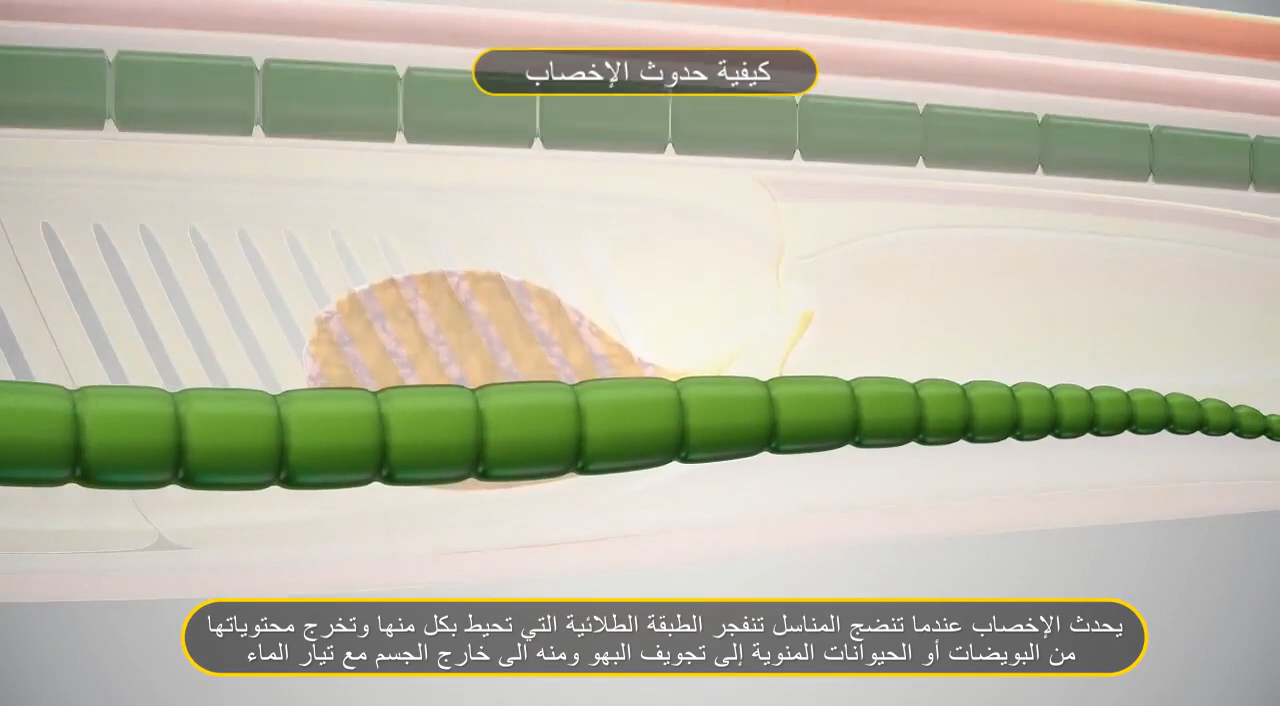 كيفية حدوث الإخصاب
يحدث الإخصاب عندما تنضج المناسل تنفجر الطبقة الطلائية التي تحيط بكل منها وتخرج محتوياتها
من البويضات أو الحيوانات المنوية إلى تجويف البهو ومنه الى خارج الجسم مع تيار الماء